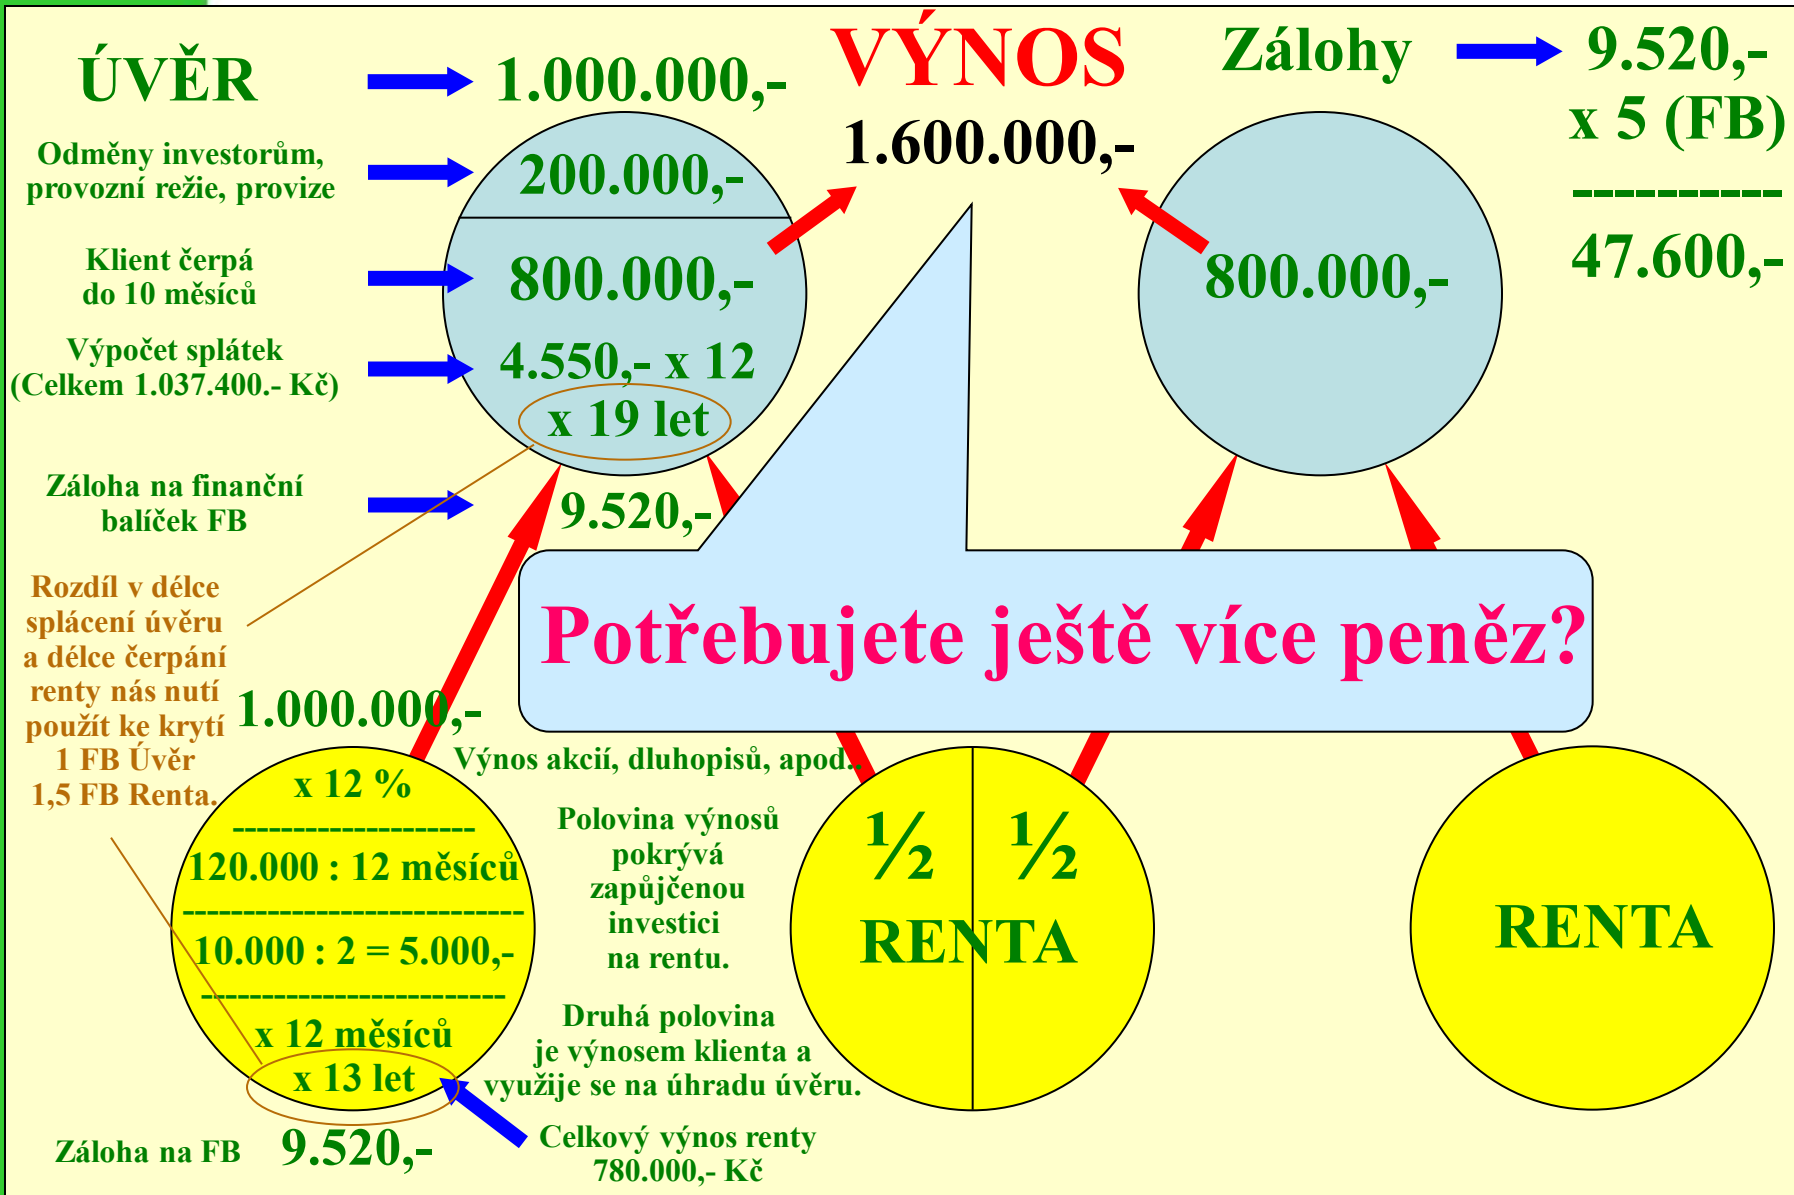 ÚVĚR
1.000.000,-
VÝNOS
1.600.000,-
Zálohy
9.520,-
x 5 (FB)
----------
47.600,-
Odměny investorům,
provozní režie, provize
200.000,-
Klient čerpá
do 10 měsíců
800.000,-
800.000,-
Výpočet splátek
(Celkem 1.037.400.- Kč)
4.550,- x 12
x 19 let
Záloha na finanční
balíček FB
9.520,-
Rozdíl v délce
splácení úvěru
a délce čerpání
renty nás nutí
použít ke krytí
1 FB Úvěr
1,5 FB Renta.
Potřebujete ještě více peněz?
1.000.000,-
x 12 %
--------------------
120.000 : 12 měsíců
----------------------------
10.000 : 2 = 5.000,-
-------------------------
x 12 měsíců
x 13 let
Výnos akcií, dluhopisů, apod..
Polovina výnosů
pokrývá
zapůjčenou
investici
na rentu.
Druhá polovina
je výnosem klienta a
využije se na úhradu úvěru.
½ ½
RENTA
RENTA
Záloha na FB
9.520,-
Celkový výnos renty
780.000,- Kč